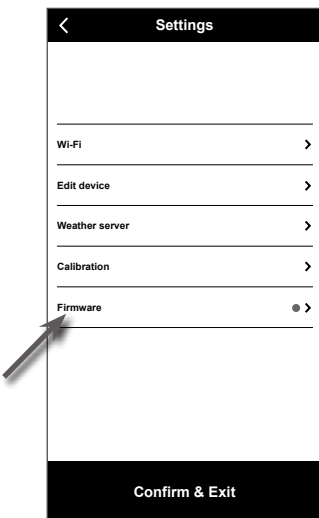 Settings
Wi-Fi
Edit device
Weather server
Calibration
Firmware
Confirm & Exit